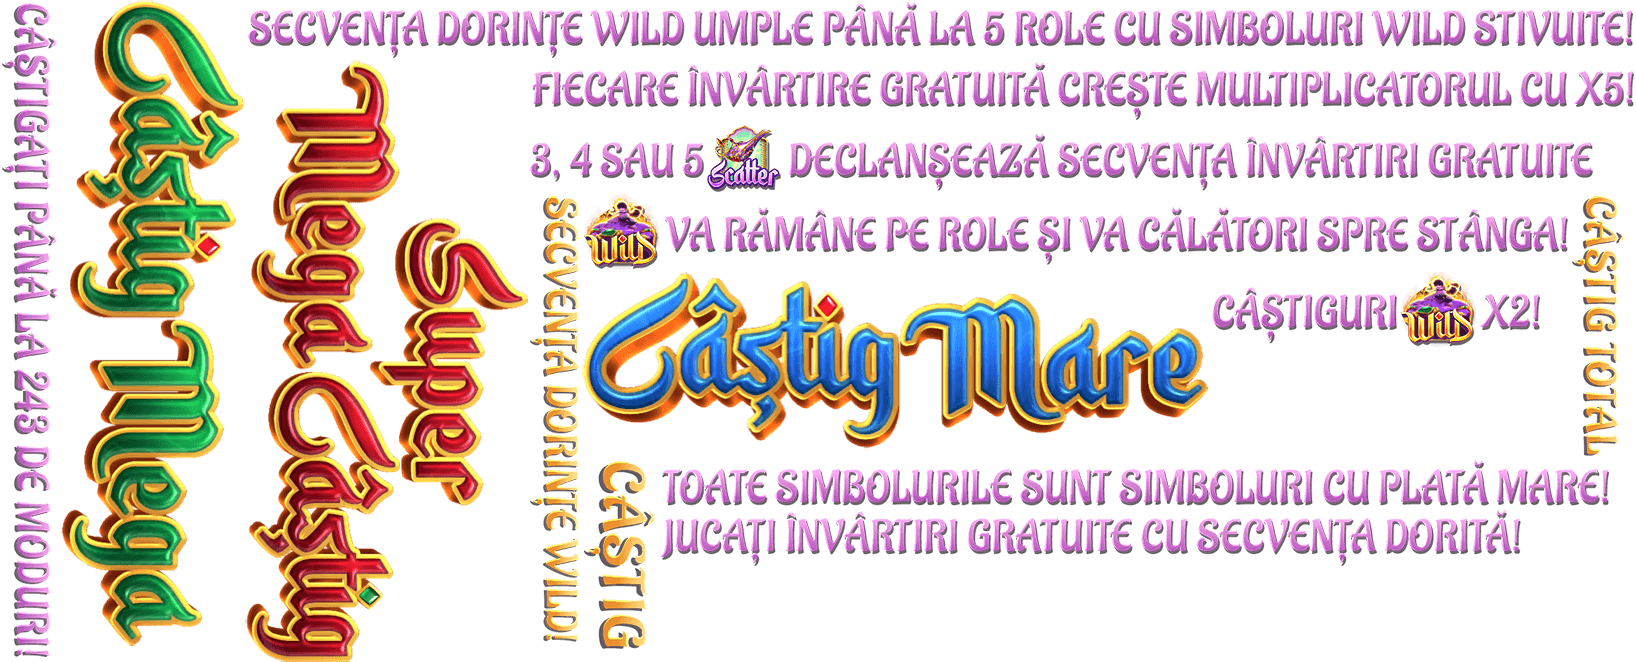 CÂȘTIGAȚI PÂNĂ LA 243 DE MODURI!
Câștig Mega
Super
Mega Câștig
SECVENȚA DORINȚE WILD UMPLE PÂNĂ LA 5 ROLE CU SIMBOLURI WILD STIVUITE!
FIECARE ÎNVÂRTIRE GRATUITĂ CREȘTE MULTIPLICATORUL CU X5!
3, 4 SAU 5 Scatter DECLANȘEAZĂ SECVENȚA ÎNVÂRTIRI GRATUITE
SECVENȚA DORINȚE WILD!
WILD VA RĂMÂNE PE ROLE ȘI VA CĂLĂTORI SPRE STÂNGA!
CÂȘTIG TOTAL
CÂȘTIGURI WILD X2!
Câștig Mare
CÂȘTIG
TOATE SIMBOLURILE SUNT SIMBOLURI CU PLATĂ MARE!
JUCAȚI ÎNVÂRTIRI GRATUITE CU SECVENȚA DORITĂ!